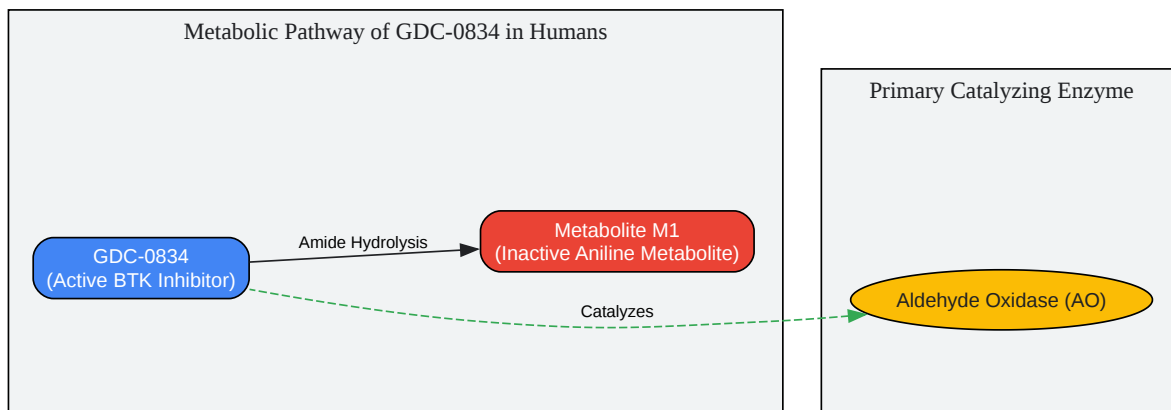 Metabolic Pathway of GDC-0834 in Humans
Primary Catalyzing Enzyme
GDC-0834
(Active BTK Inhibitor)
Amide Hydrolysis
Metabolite M1
(Inactive Aniline Metabolite)
Catalyzes
Aldehyde Oxidase (AO)